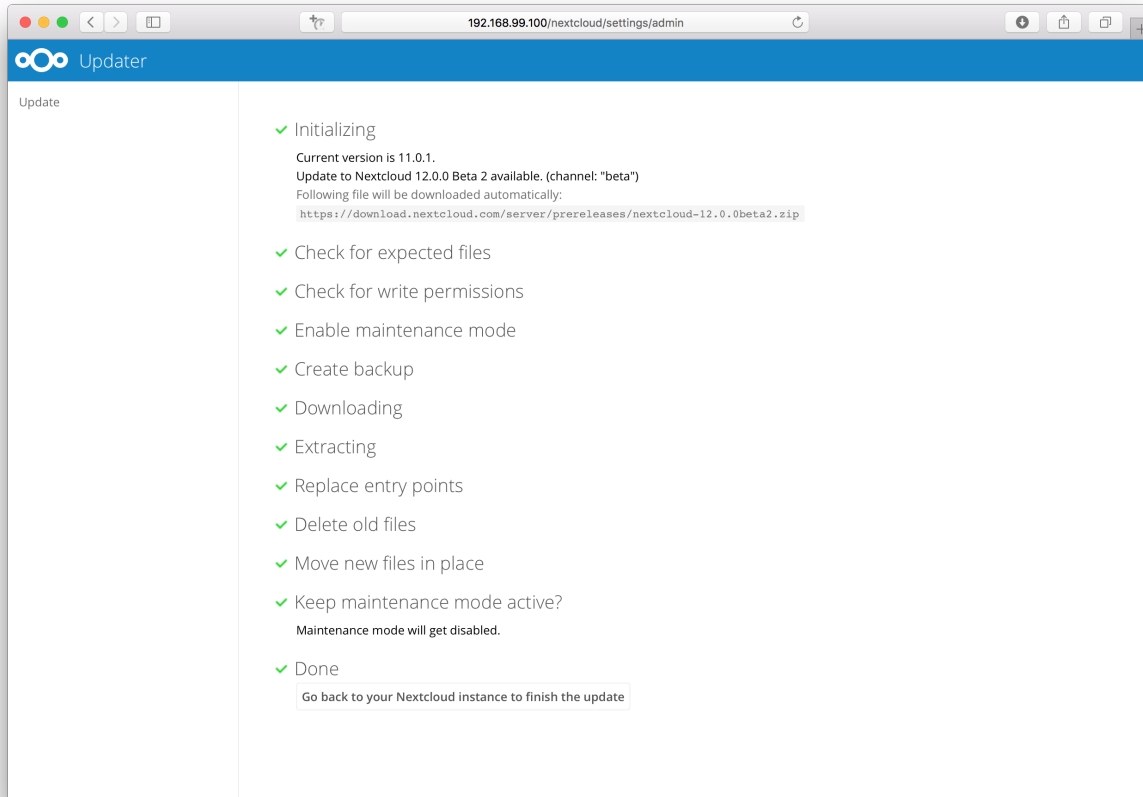 192.168.99.100/nextcloud/settings/admin
Updater
Update
Initializing
Current version is 11.0.1.
Update to Nextcloud 12.0.0 Beta 2 available. (channel: "beta")
Following file will be downloaded automatically:
https://download.nextcloud.com/server/prereleases/nextcloud-12.0.0beta2.zip
Check for expected files
Check for write permissions
Enable maintenance mode
Create backup
Downloading
Extracting
Replace entry points
Delete old files
Move new files in place
Keep maintenance mode active?
Maintenance mode will get disabled.
Done
Go back to your Nextcloud instance to finish the update